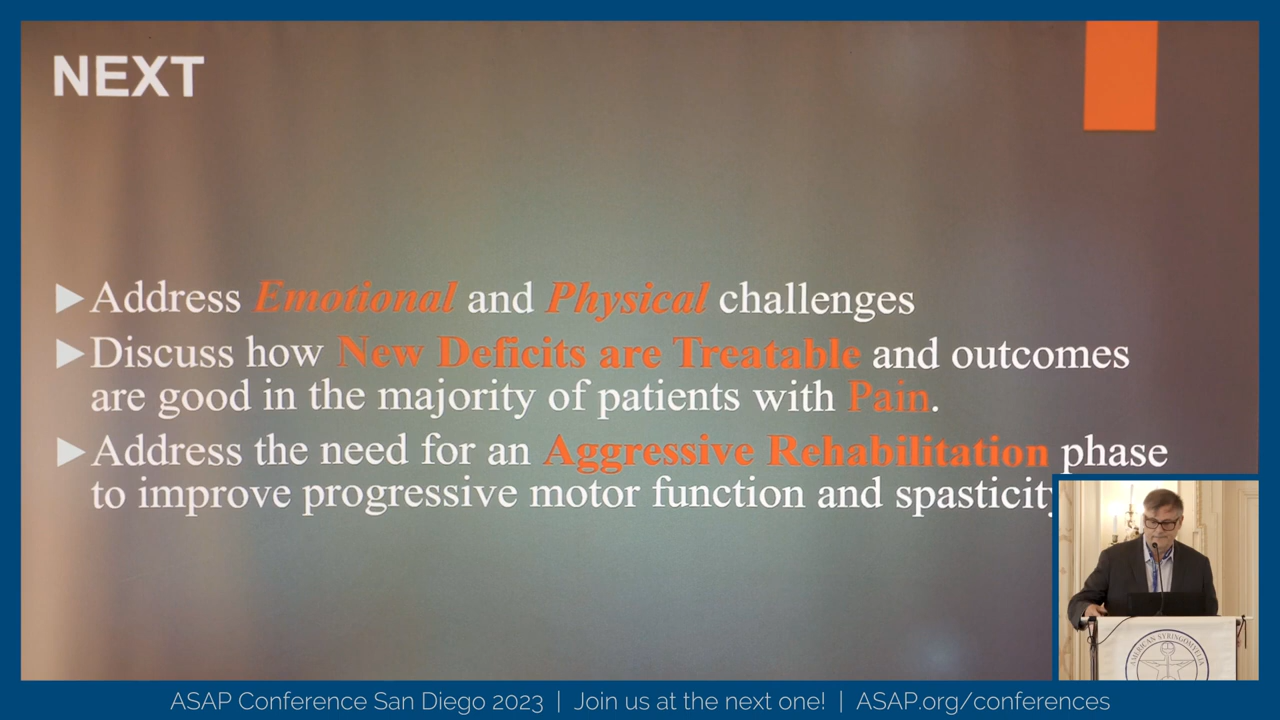 NEXT
►Address Emotional and Physical challenges
►Discuss how New Deficits are Treatable and outcomes
are good in the majority of patients with Pain.
►Address the need for an Aggressive Rehabilitation phase
to improve progressive motor function and spasticity
AMERICAN SYRINGOMYELIA
ASAP Conference San Diego 2023 | Join us at the next one! | ASAP.org/conferences